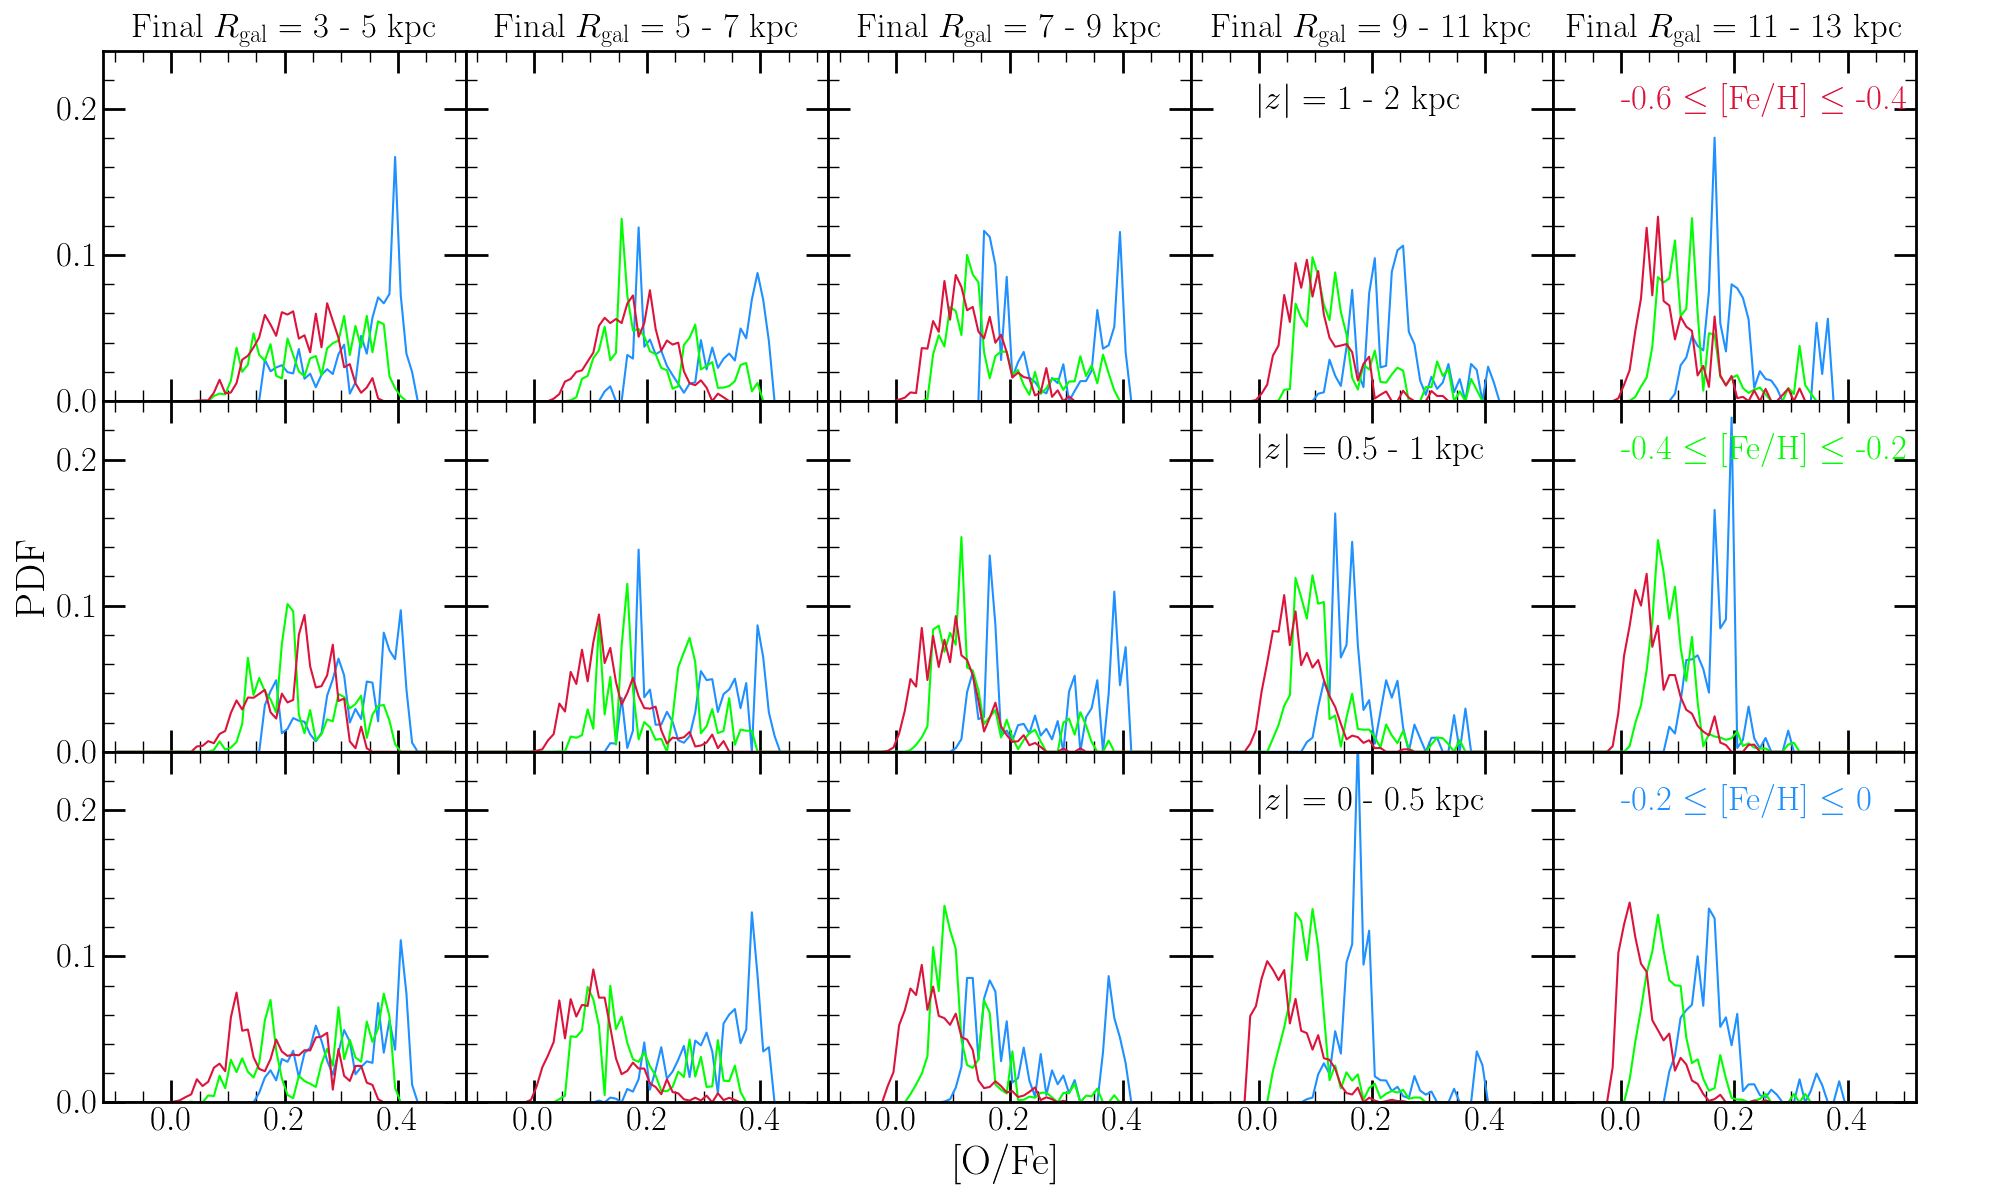 Final R_gal = 3 - 5 kpc
Final R_gal = 5 - 7 kpc
Final R_gal = 7 - 9 kpc
Final R_gal = 9 - 11 kpc
Final R_gal = 11 - 13 kpc
0.2
|z| = 1 - 2 kpc
-0.6 ≤ [Fe/H] ≤ -0.4
0.1
0.0
0.2
|z| = 0.5 - 1 kpc
-0.4 ≤ [Fe/H] ≤ -0.2
PDF
0.1
0.0
0.2
|z| = 0 - 0.5 kpc
-0.2 ≤ [Fe/H] ≤ 0
0.1
0.0
0.0 0.2 0.4
0.0 0.2 0.4
0.0 0.2 0.4
0.0 0.2 0.4
0.0 0.2 0.4
[O/Fe]